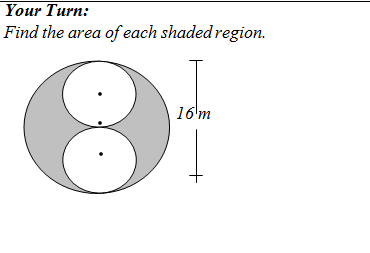 Your Turn:
Find the area of each shaded region.
16 m